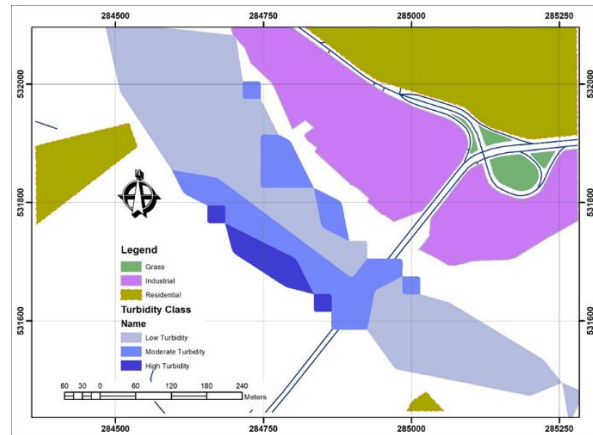 284500 284750 285000 285250
532000 532000
531800 531800
531600 531600
Legend
Grass
Industrial
Residential
Turbidity Class
Name
Low Turbidity
Moderate Turbidity
High Turbidity
60 30 0 60 120 180 240
Meters
284500 284750 285000 285250